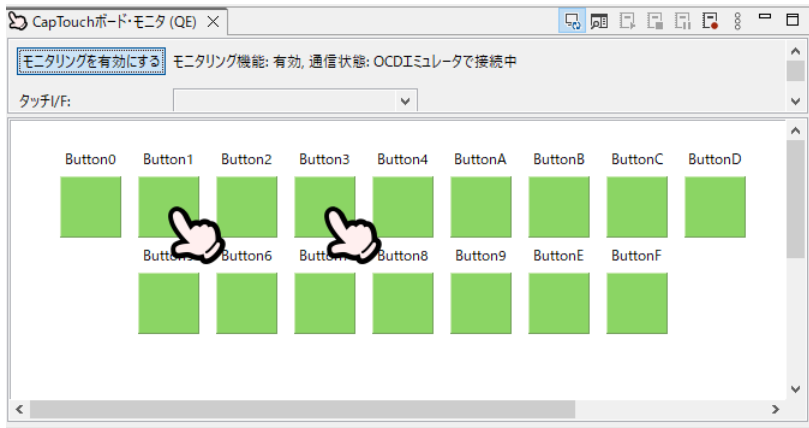 CapTouchボード・モニタ (QE)
モニタリングを有効にする モニタリング機能: 有効, 通信状態: OCDエミュレータで接続中
タッチI/F:
Button0 Button1 Button2 Button3 Button4 ButtonA ButtonB ButtonC ButtonD
Button6 Button8 Button9 ButtonE ButtonF